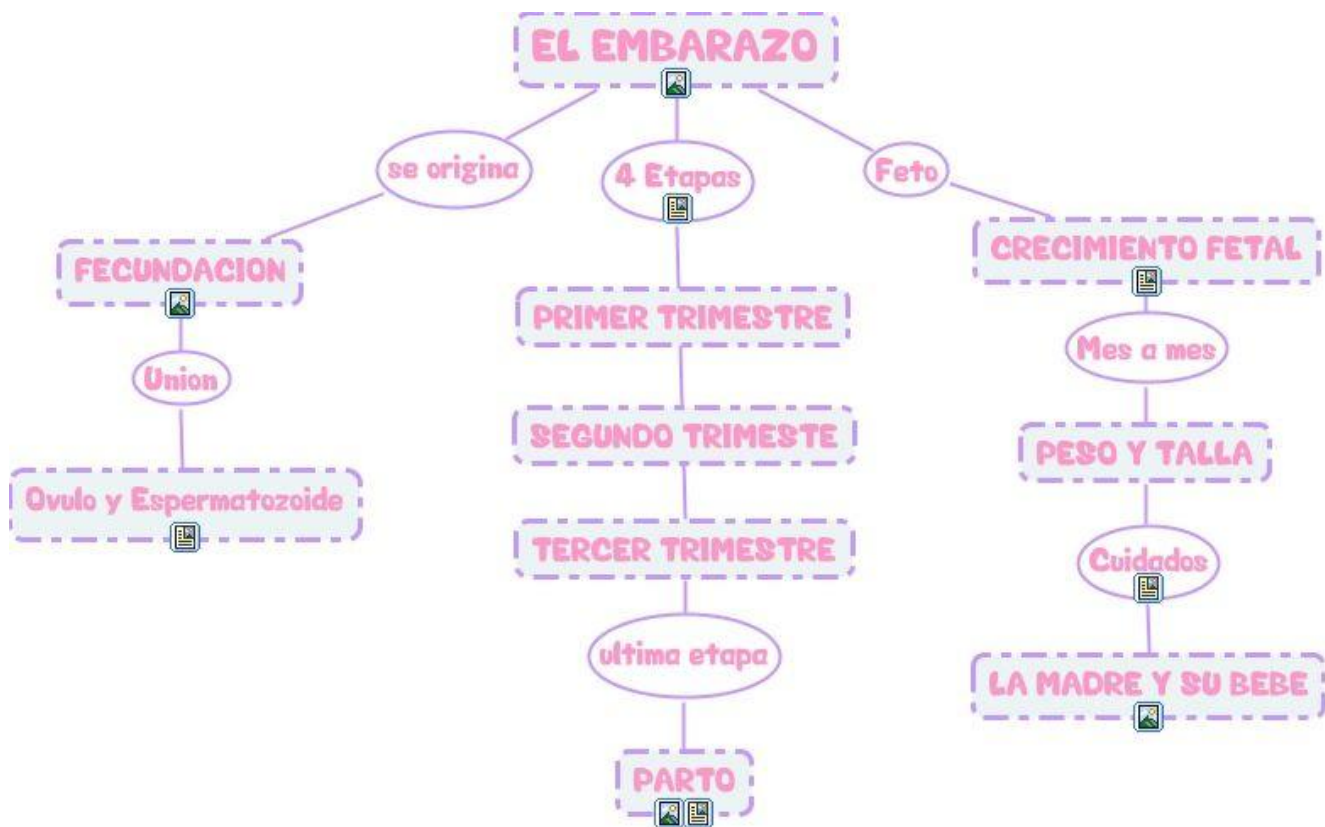 EL EMBARAZO
se origina
4 Etapas
Feto
FECUNDACION
CRECIMIENTO FETAL
PRIMER TRIMESTRE
Union
Mes a mes
SEGUNDO TRIMESTE
PESO Y TALLA
Ovulo y Espermatozoide
TERCER TRIMESTRE
Cuidados
ultima etapa
LA MADRE Y SU BEBE
PARTO